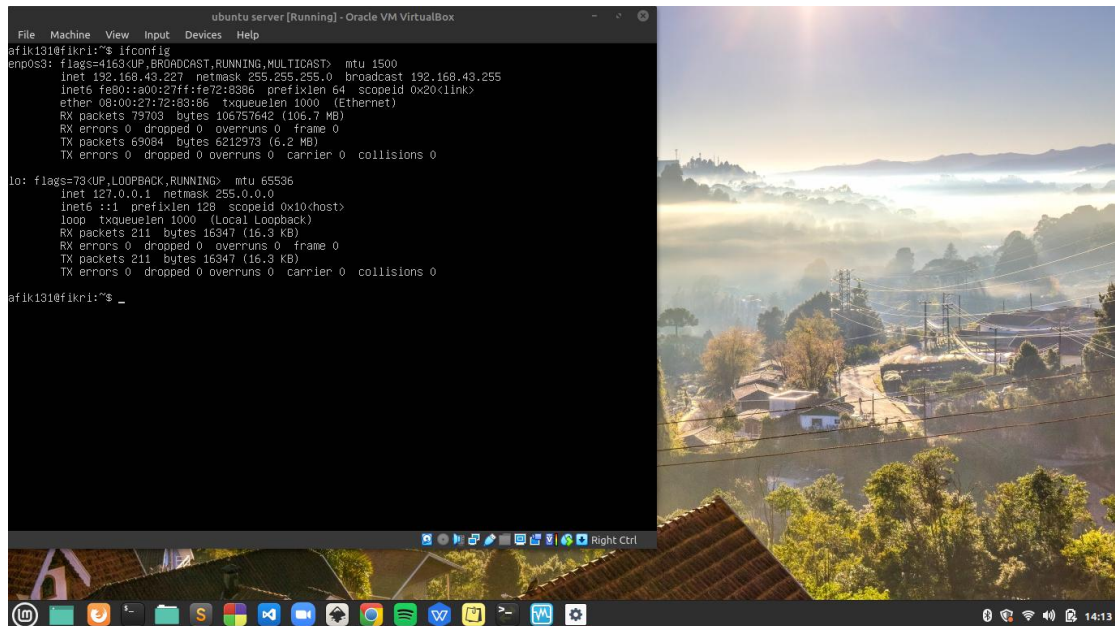 ubuntu server [Running] - Oracle VM VirtualBox
File Machine View Input Devices Help
afik131@fikri:~$ ifconfig
enp0s3: flags=4163<UP,BROADCAST,RUNNING,MULTICAST>  mtu 1500
        inet 192.168.43.227  netmask 255.255.255.0  broadcast 192.168.43.255
        inet6 fe80::a00:27ff:fe72:8386  prefixlen 64  scopeid 0x20<link>
        ether 08:00:27:72:83:86  txqueuelen 1000  (Ethernet)
        RX packets 79703  bytes 106757642 (106.7 MB)
        RX errors 0  dropped 0  overruns 0  frame 0
        TX packets 69084  bytes 6212973 (6.2 MB)
        TX errors 0  dropped 0 overruns 0  carrier 0  collisions 0
lo: flags=73<UP,LOOPBACK,RUNNING>  mtu 65536
        inet 127.0.0.1  netmask 255.0.0.0
        inet6 ::1  prefixlen 128  scopeid 0x10<host>
        loop  txqueuelen 1000  (Local Loopback)
        RX packets 211  bytes 16347 (16.3 KB)
        RX errors 0  dropped 0  overruns 0  frame 0
        TX packets 211  bytes 16347 (16.3 KB)
        TX errors 0  dropped 0 overruns 0  carrier 0  collisions 0
afik131@fikri:~$ _
Right Ctrl
14:13